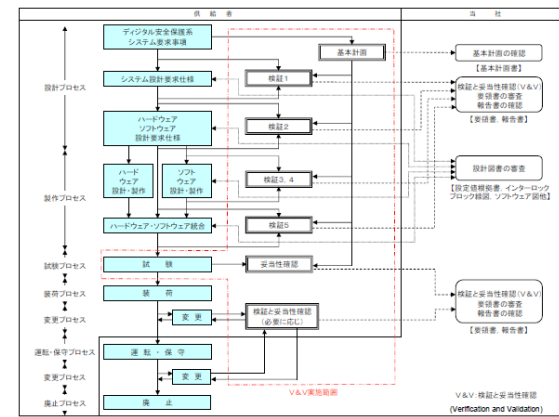 供給者
当社
ディジタル安全保護系
システム要求事項
基本計画
基本計画の確認
【基本計画書】
設計プロセス
システム設計要求仕様
検証1
検証と妥当性確認(V&V)
要領書の審査
報告書の確認
【要領書、報告書】
ハードウェア
ソフトウェア
設計要求仕様
検証2
製作プロセス
ハード
ウェア
設計・製作
ソフト
ウェア
設計・製作
検証3、4
設計図書の審査
【設定値根拠書、インターロック
ブロック線図、ソフトウェア図他】
ハードウェア・ソフトウェア統合
検証5
試験プロセス
試験
妥当性確認
装荷プロセス
装荷
検証と妥当性確認(V&V)
要領書の審査
報告書の確認
【要領書、報告書】
変更プロセス
変更
検証と妥当性確認
(必要に応じ)
運転・保守プロセス
運転・保守
変更プロセス
変更
V&V実施範囲
廃止プロセス
廃止
V&V:検証と妥当性確認
(Verification and Validation)